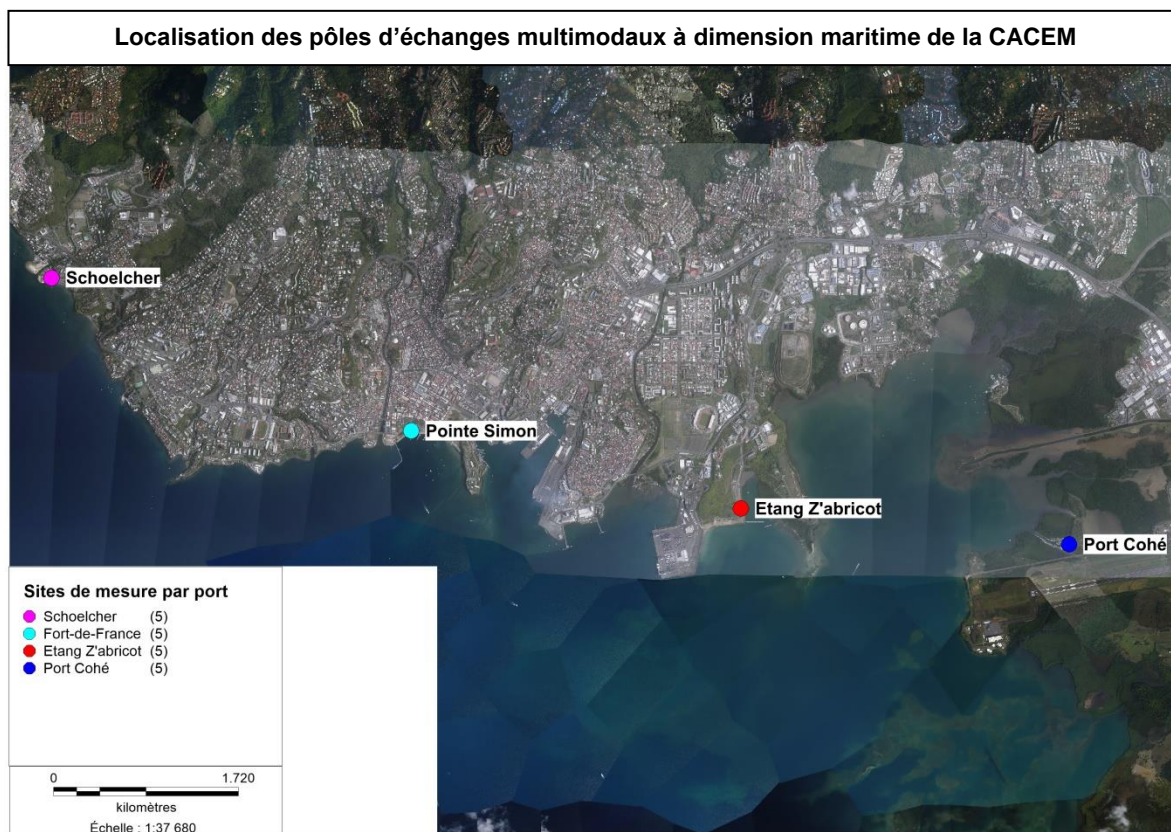 Localisation des pôles d'échanges multimodaux à dimension maritime de la CACEM
Schoelcher
Pointe Simon
Etang Z'abricot
Port Cohé
Sites de mesure par port
Schoelcher (5)
Fort-de-France (5)
Etang Z'abricot (5)
Port Cohé (5)
0 1.720
kilomètres
Échelle : 1:37 680